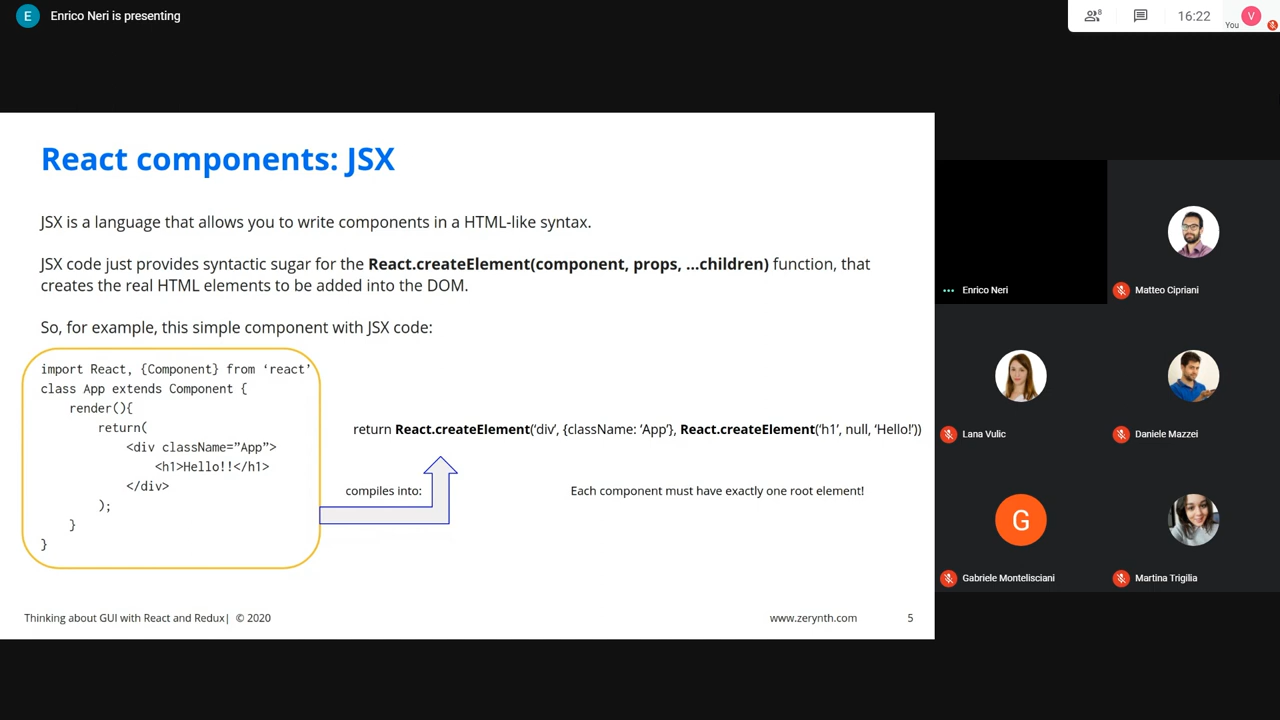 E Enrico Neri is presenting
8 16:22 You V
React components: JSX
JSX is a language that allows you to write components in a HTML-like syntax.
JSX code just provides syntactic sugar for the React.createElement(component, props, ...children) function, that
creates the real HTML elements to be added into the DOM.
So, for example, this simple component with JSX code:
import React, {Component} from ‘react’
class App extends Component {
render(){
return(
<div className=”App”>
<h1>Hello!!</h1>
</div>
);
}
}
return React.createElement(‘div’, {className: ‘App’}, React.createElement(‘h1’, null, ‘Hello!’))
compiles into:
Each component must have exactly one root element!
Thinking about GUI with React and Redux| © 2020
www.zerynth.com
5
Enrico Neri
Matteo Cipriani
Lana Vulic
Daniele Mazzei
G
Gabriele Montelisciani
Martina Trigilia